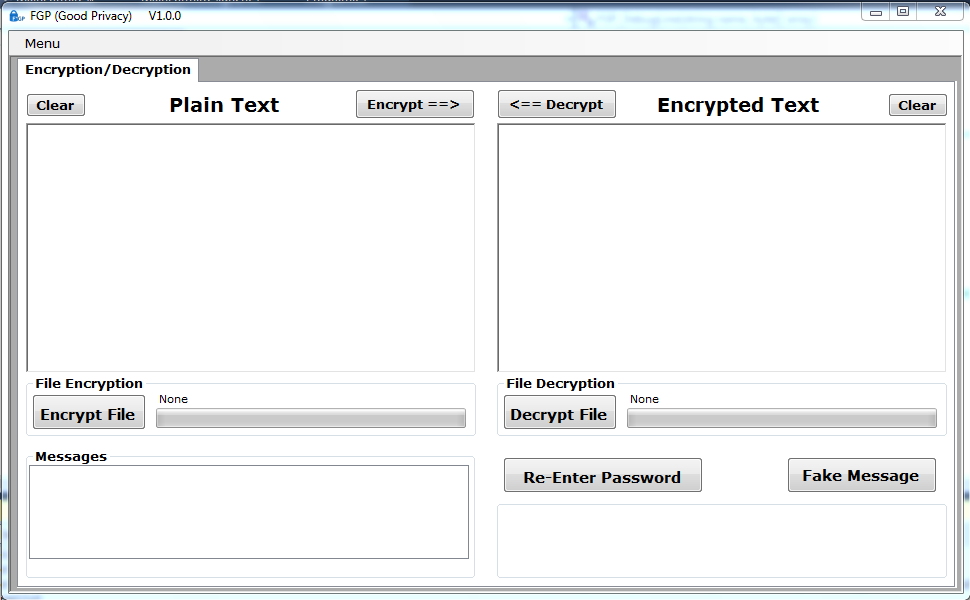 FGP (Good Privacy) V1.0.0
Menu
Encryption/Decryption
Clear
Plain Text
Encrypt ==>
<== Decrypt
Encrypted Text
Clear
File Encryption
Encrypt File
None
File Decryption
Decrypt File
None
Messages
Re-Enter Password
Fake Message